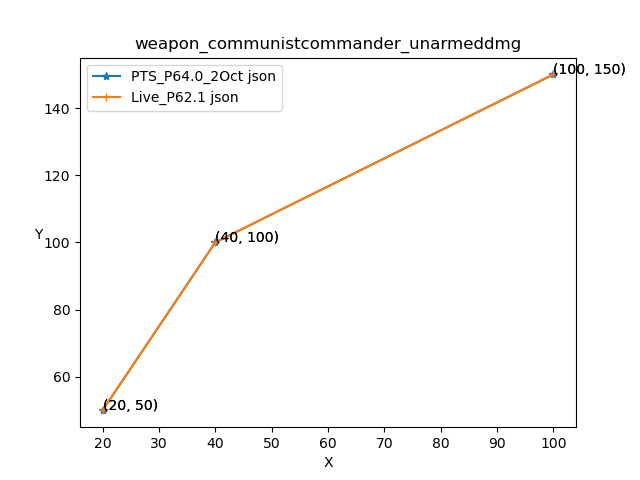 weapon_communistcommander_unarmeddmg
PTS_P64.0_2Oct json
Live_P62.1 json
(100, 150)
(40, 100)
(20, 50)
Y
140
120
100
80
60
20 30 40 50 60 70 80 90 100
X